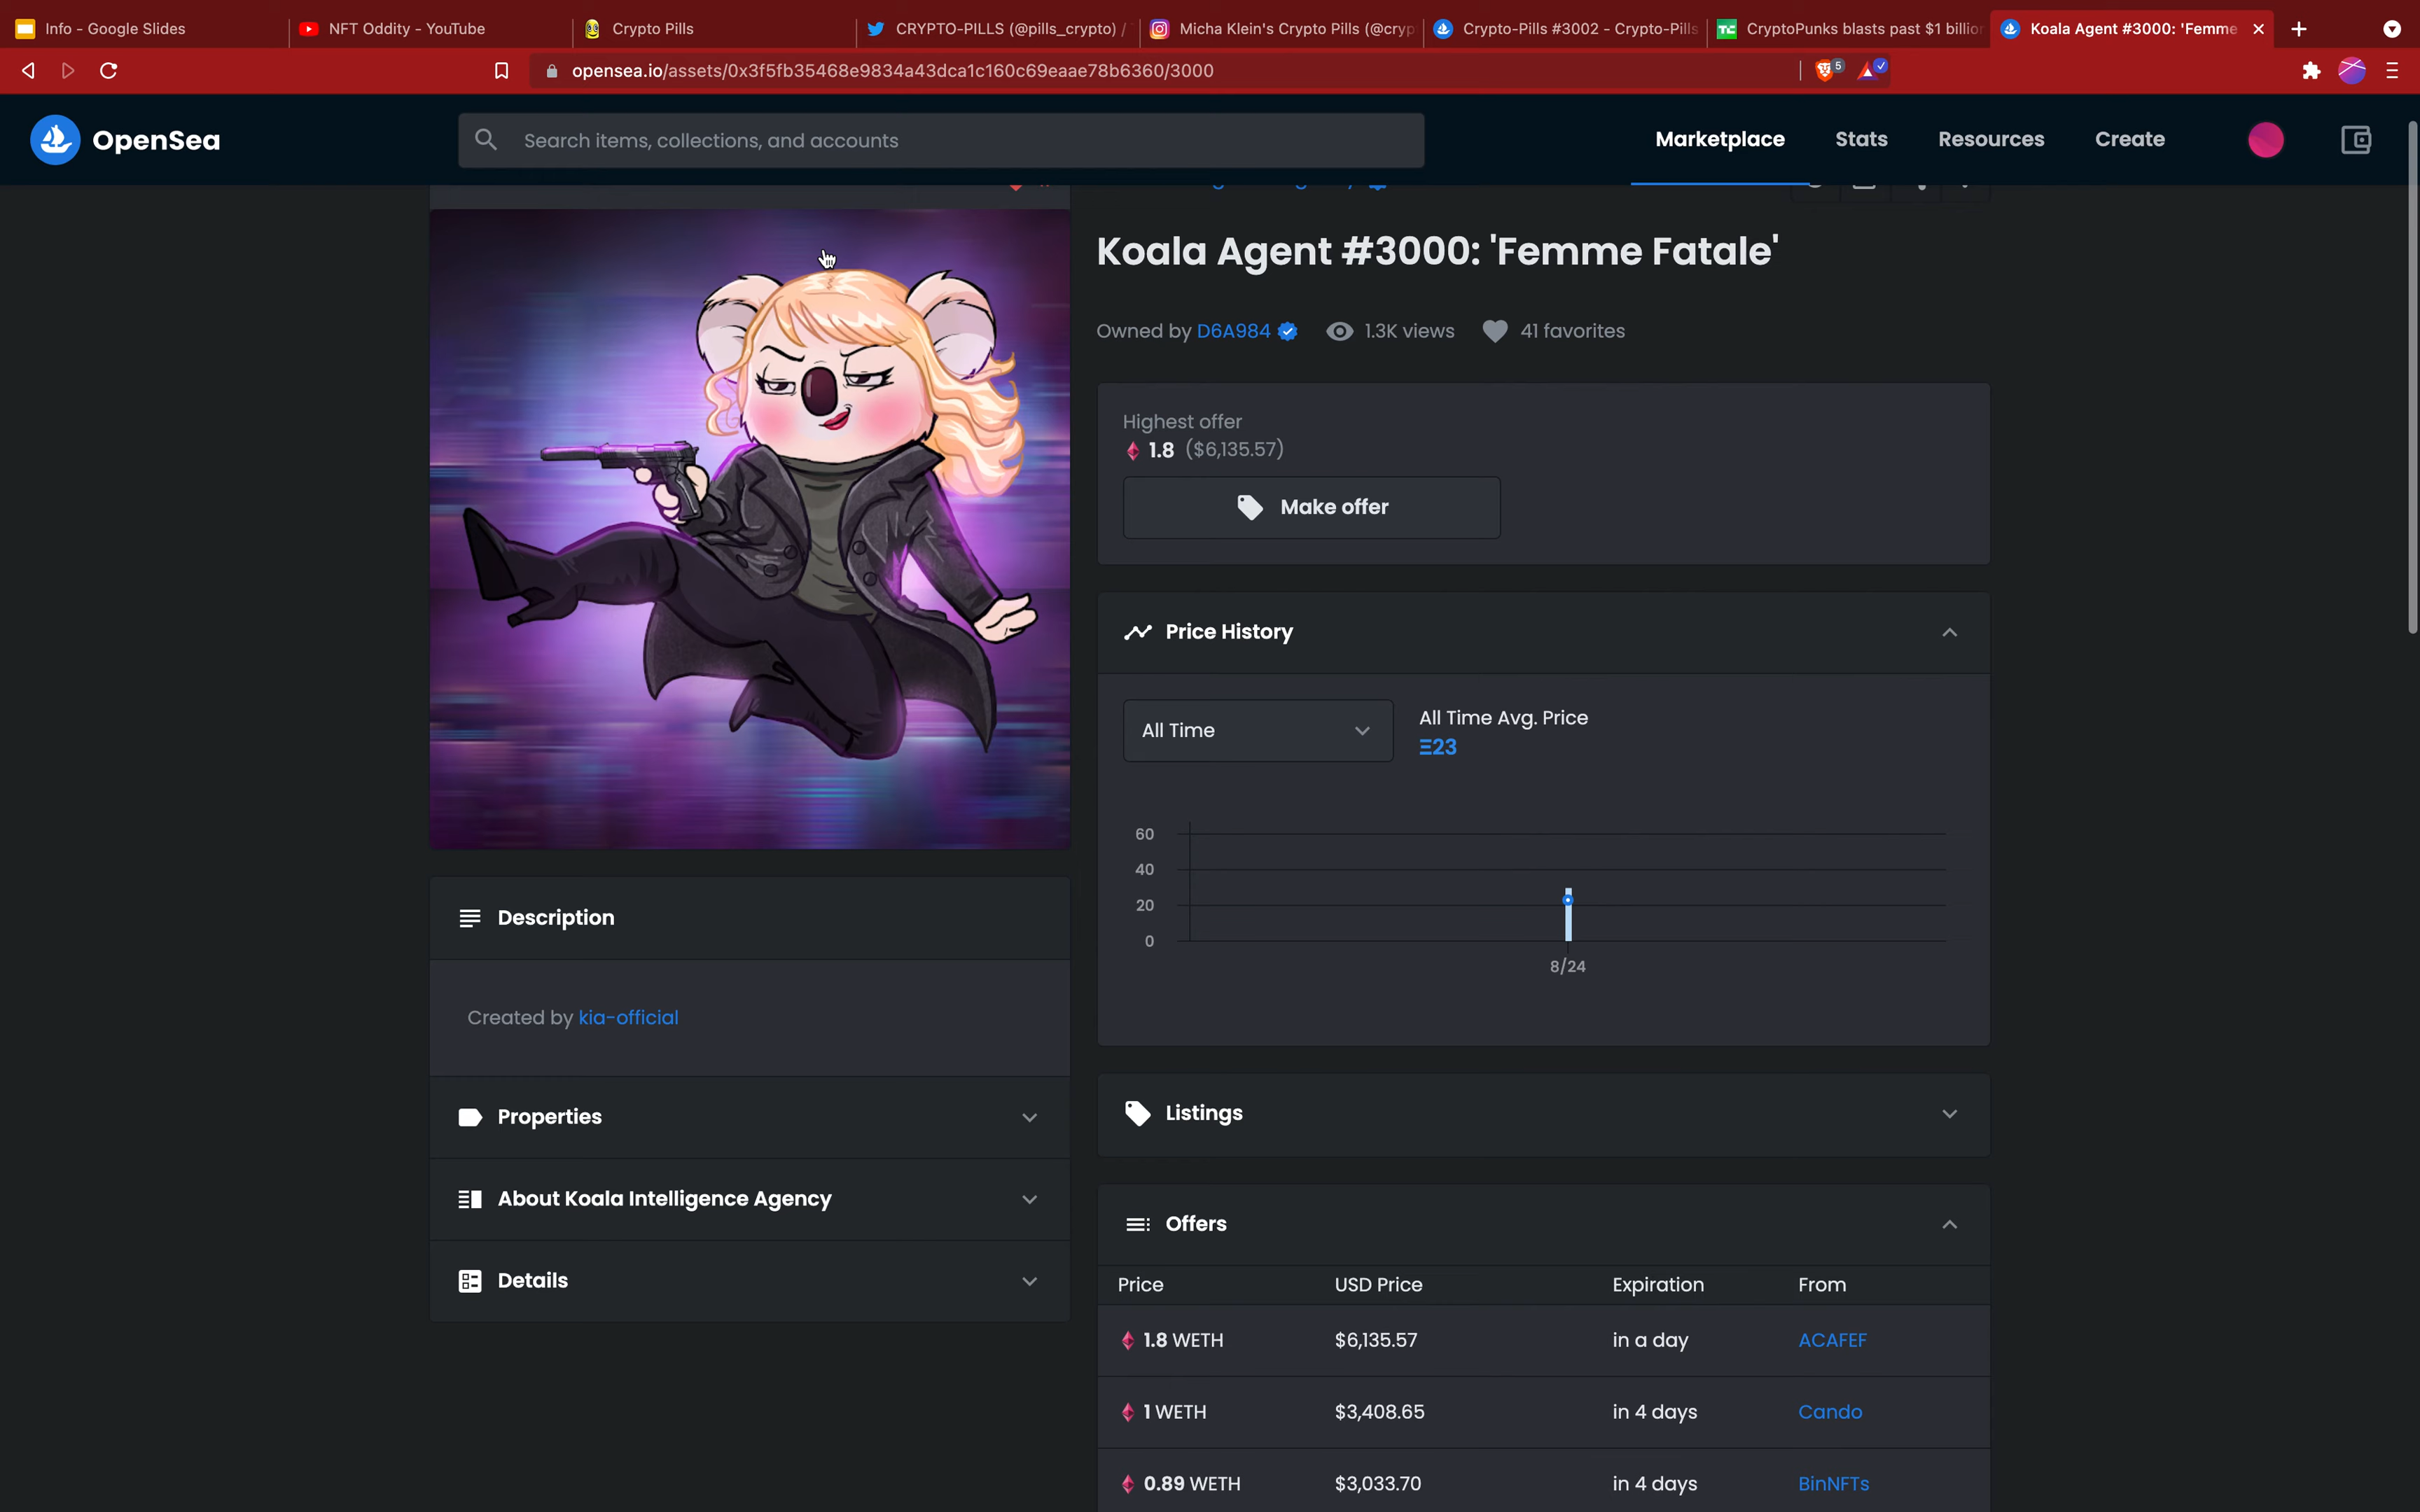 Info - Google Slides
NFT Oddity - YouTube
Crypto Pills
CRYPTO-PILLS (@pills_crypto) /
Micha Klein's Crypto Pills (@cryp
Crypto-Pills #3002 - Crypto-Pills
TC
CryptoPunks blasts past $1 billion
Koala Agent #3000: 'Femme
opensea.io/assets/0x3f5fb35468e9834a43dca1c160c69eaae78b6360/3000
5
OpenSea
Search items, collections, and accounts
Marketplace
Stats
Resources
Create
Koala Agent #3000: 'Femme Fatale'
Owned by D6A984
1.3K views
41 favorites
Highest offer
1.8 ($6,135.57)
Make offer
Price History
All Time
All Time Avg. Price
Ξ23
60
40
20
0
8/24
Description
Created by kia-official
Properties
About Koala Intelligence Agency
Details
Listings
Offers
Price USD Price Expiration From
1.8 WETH $6,135.57 in a day ACAFEF
1 WETH $3,408.65 in 4 days Cando
0.89 WETH $3,033.70 in 4 days BinNFTs